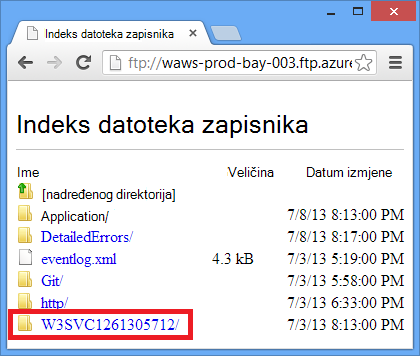 Indeks datoteka zapisnika
ftp://waws-prod-bay-003.ftp.azure
Indeks datoteka zapisnika
Ime Veličina Datum izmjene
[nadređenog direktorija]
Application/ 7/8/13 8:13:00 PM
DetailedErrors/ 7/8/13 8:17:00 PM
eventlog.xml 4.3 kB 7/3/13 5:19:00 PM
Git/ 7/3/13 5:58:00 PM
http/ 7/3/13 6:33:00 PM
W3SVC1261305712/ 7/3/13 8:13:00 PM